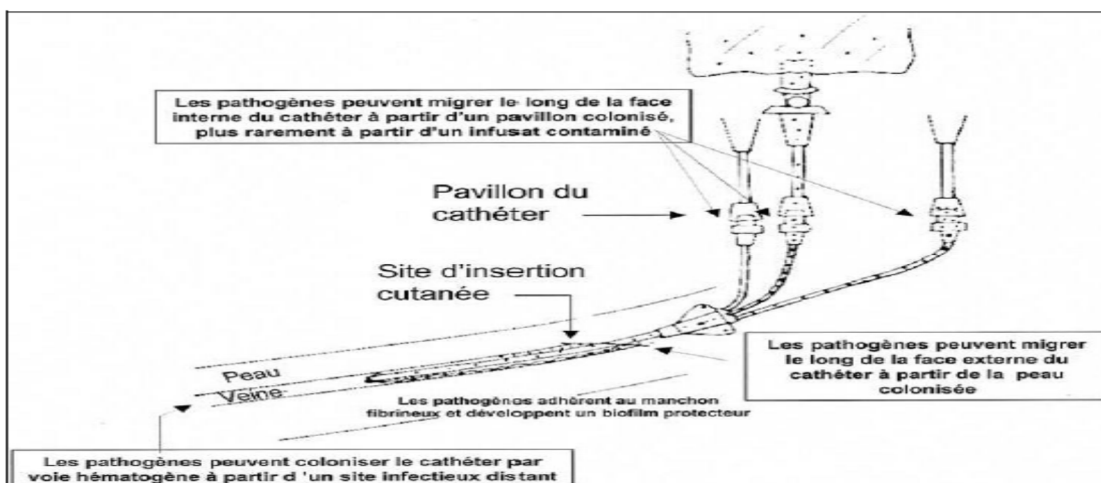 Les pathogènes peuvent migrer le long de la face
interne du cathéter à partir d'un pavillon colonisé,
plus rarement à partir d'un infusat contaminé
Pavillon du
cathéter
Site d'insertion
cutanée
Peau
Veine
Les pathogènes peuvent migrer
le long de la face externe du
cathéter à partir de la peau
colonisée
Les pathogènes adhèrent au manchon
fibrineux et développent un biofilm protecteur
Les pathogènes peuvent coloniser le cathéter par
voie hématogène à partir d 'un site infectieux distant